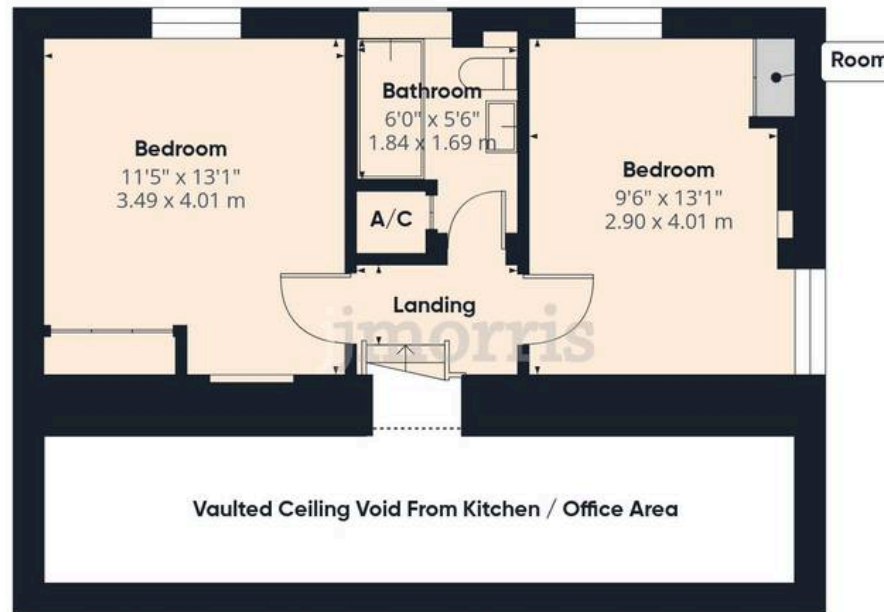 Bedroom
11'5" x 13'1"
3.49 x 4.01 m
Bathroom
6'0" x 5'6"
1.84 x 1.69 m
A/C
Landing
Bedroom
9'6" x 13'1"
2.90 x 4.01 m
Room
jmorris
Vaulted Ceiling Void From Kitchen / Office Area